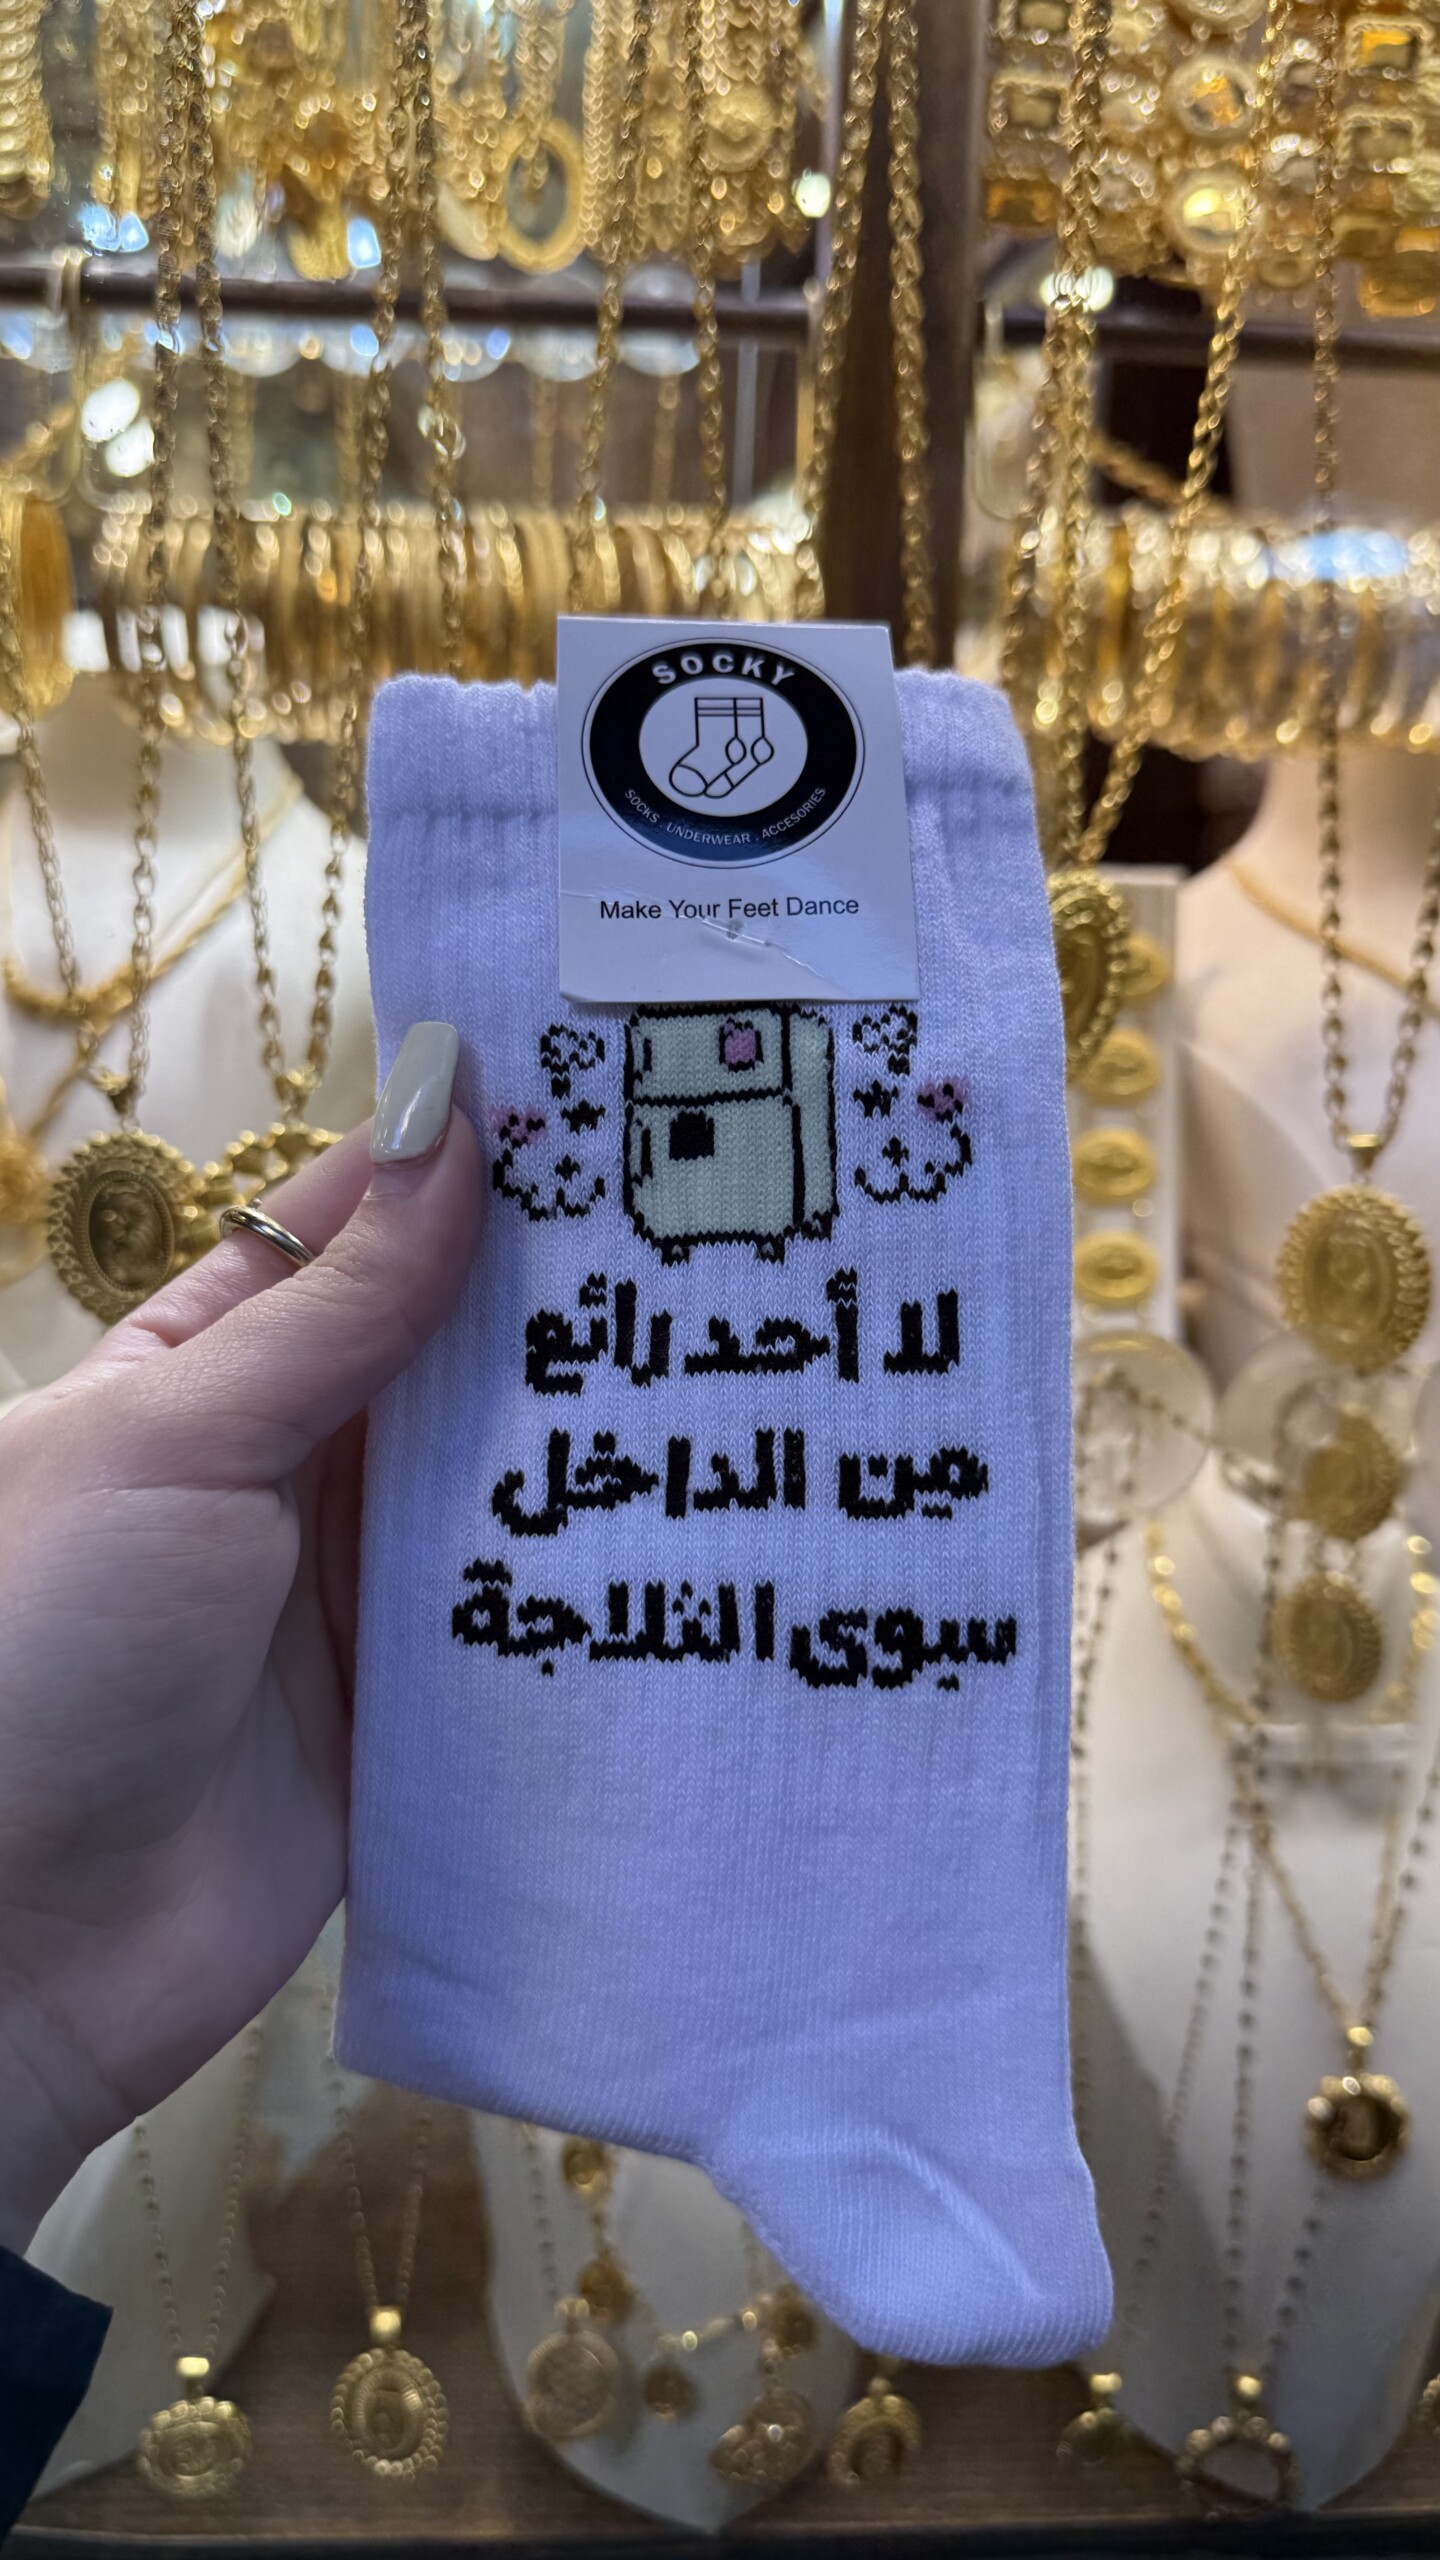 SOCKY
SOCKS . UNDERWEAR . ACCESORIES
Make Your Feet Dance
لا أحد رائع
من الداخل
سوى الثلاجة